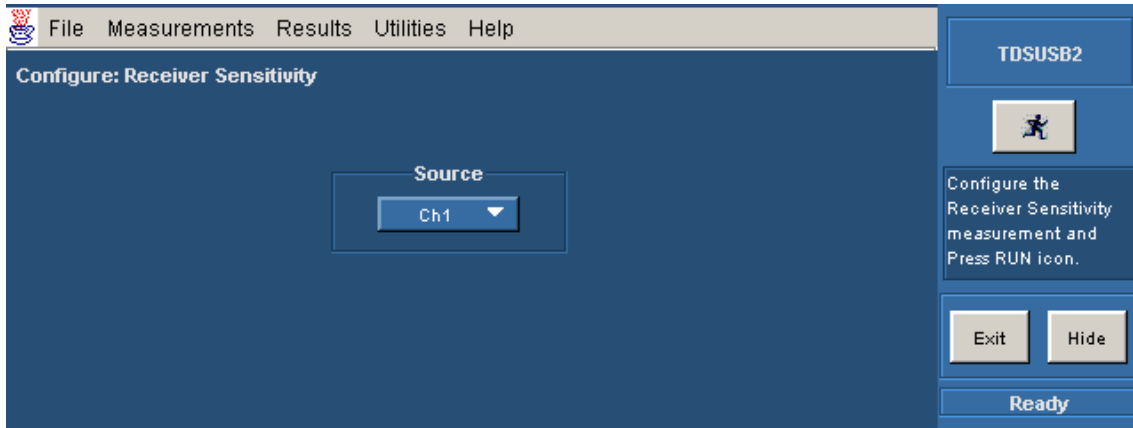 File Measurements Results Utilities Help
Configure: Receiver Sensitivity
Source
Ch1
TDSUSB2
Configure the
Receiver Sensitivity
measurement and
Press RUN icon.
Exit Hide
Ready